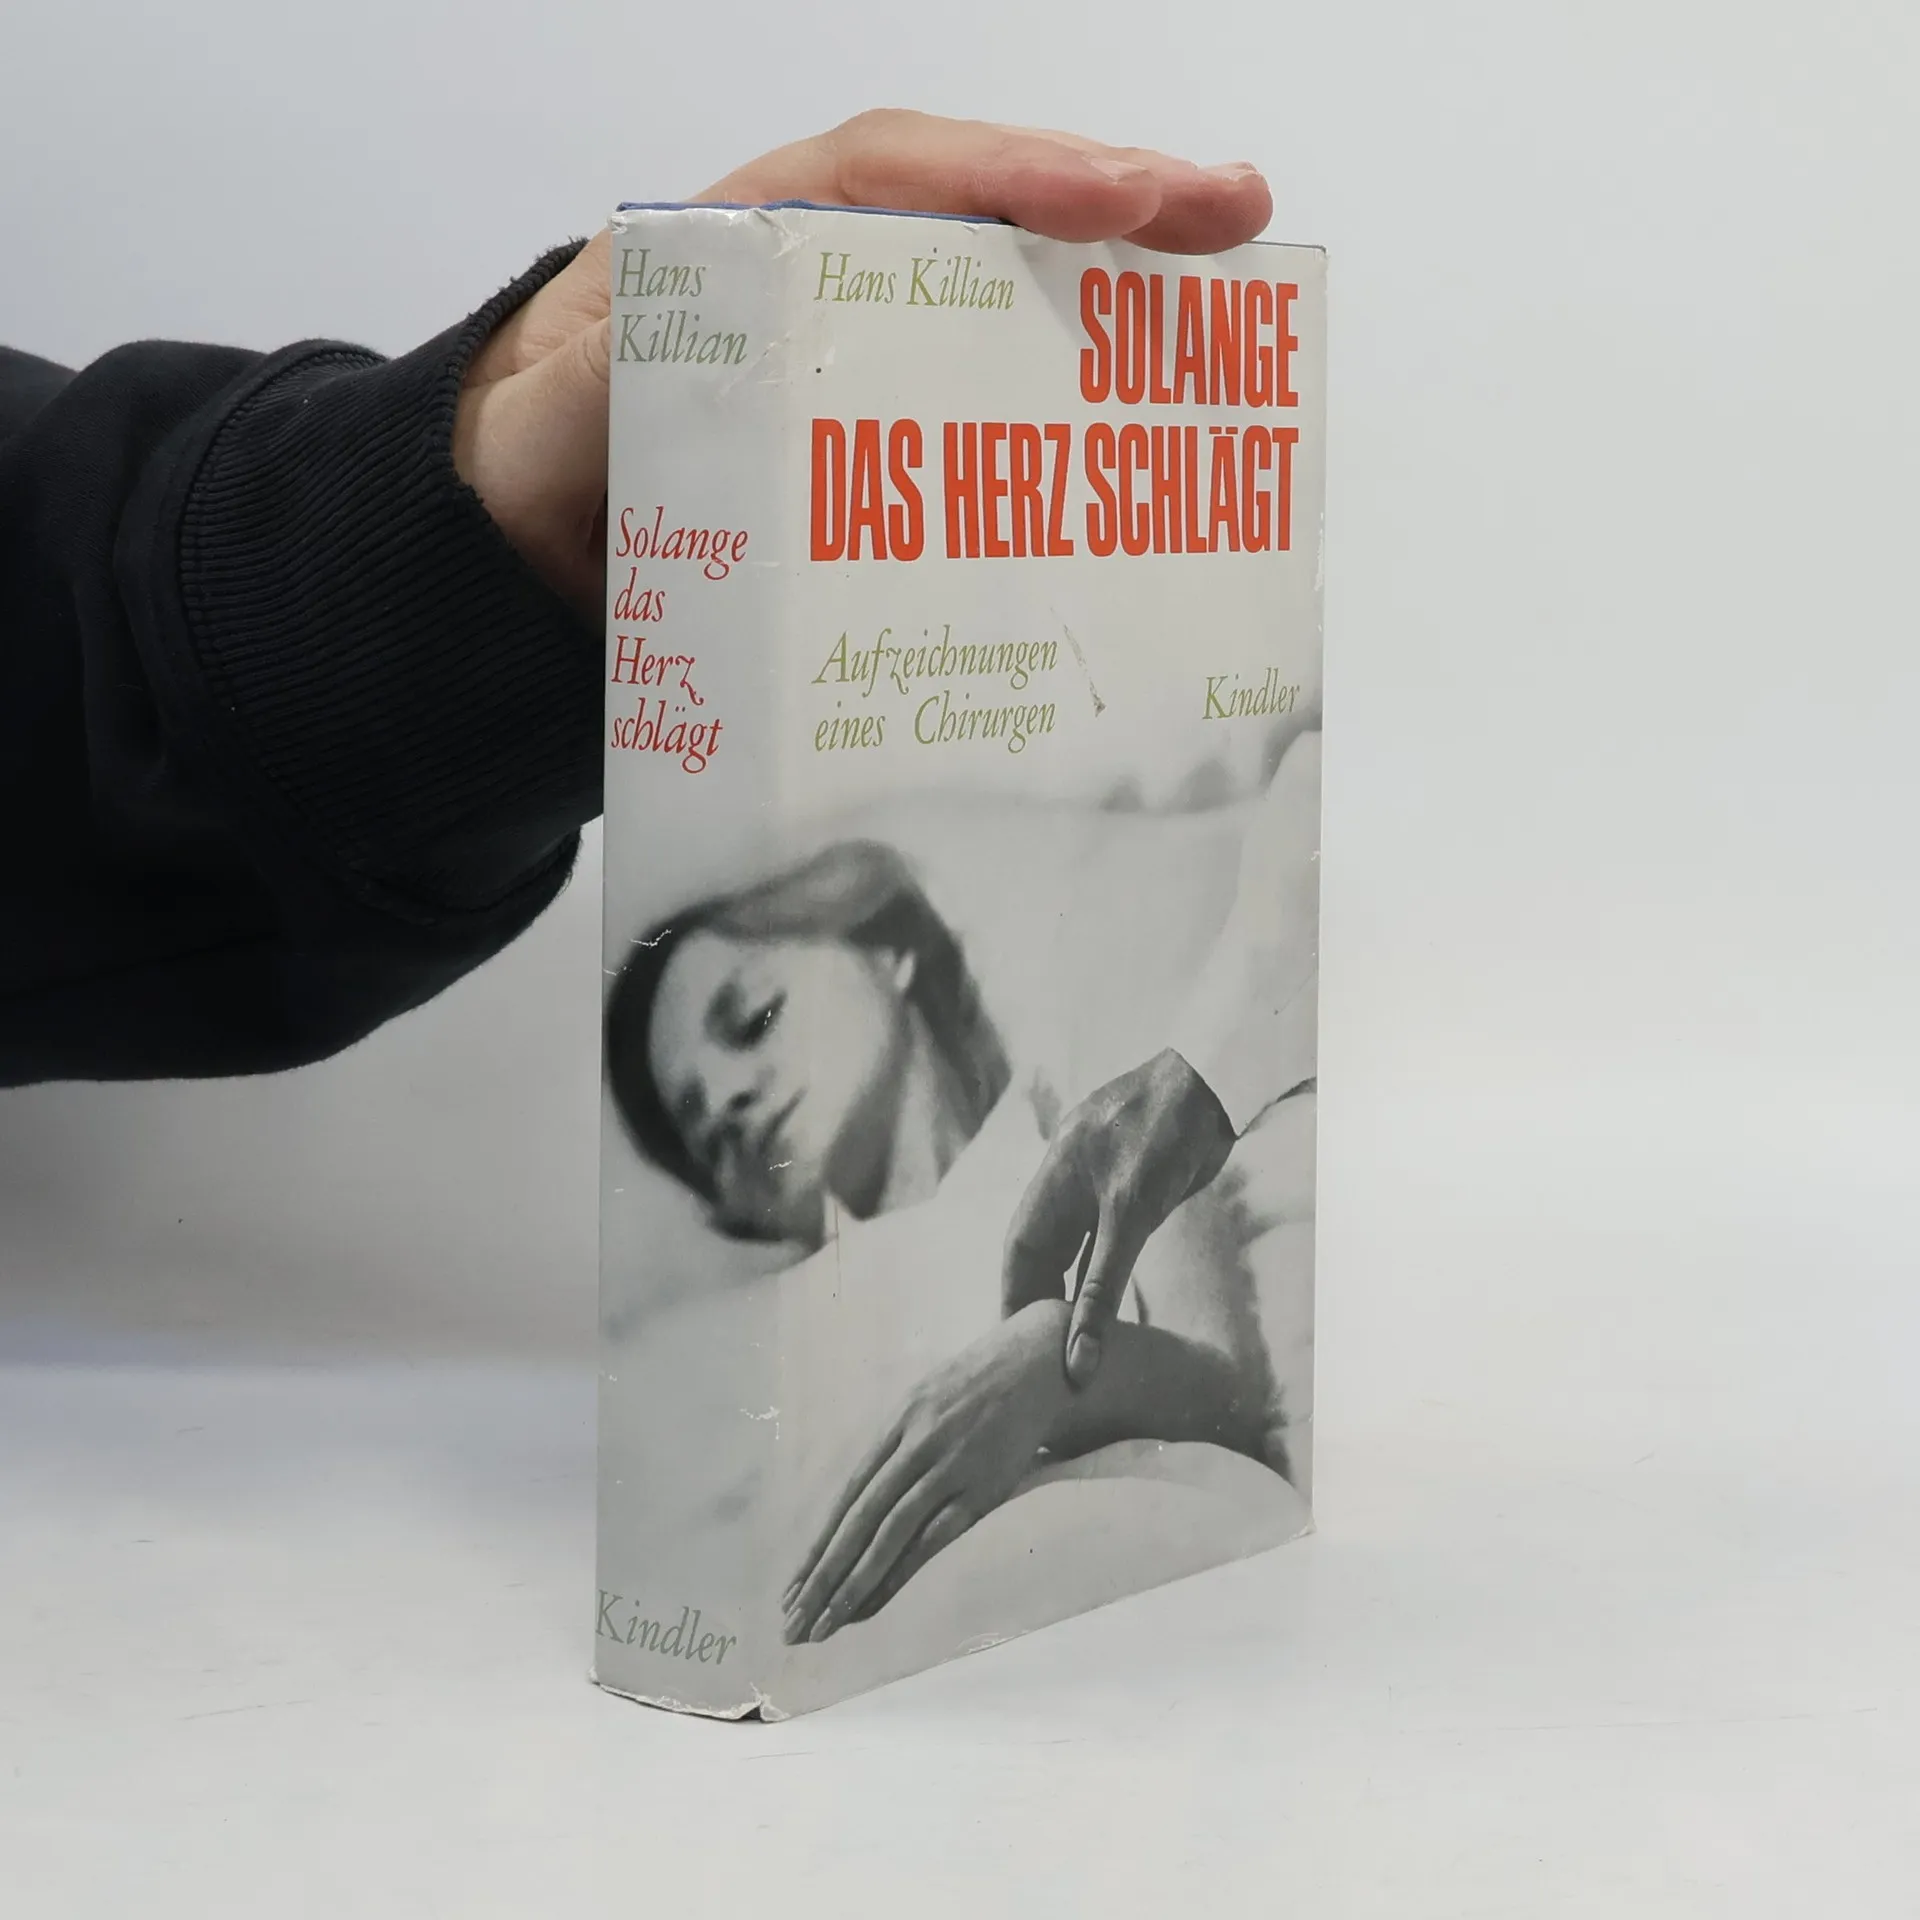 Hans
Killian
Solange
das
Herz
schlägt
Kindler
Hans Killian
SOLANGE
DAS HERZ SCHLÄGT
Aufzeichnungen
eines Chirurgen
Kindler